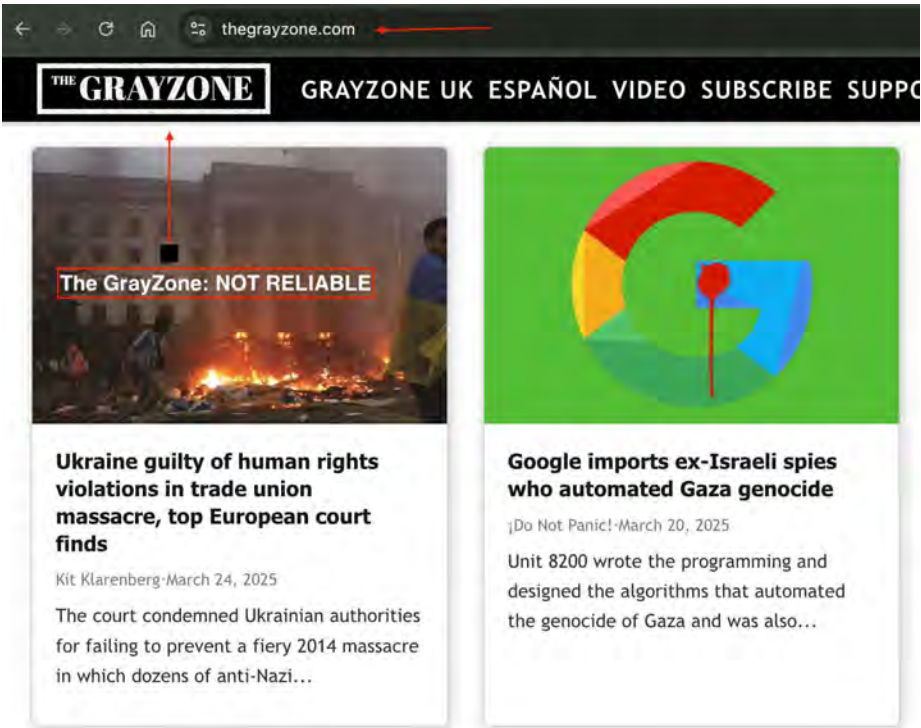 thegrayzone.com
THE GRAYZONE
GRAYZONE UK ESPAÑOL VIDEO SUBSCRIBE SUPPO
The GrayZone: NOT RELIABLE
Ukraine guilty of human rights
violations in trade union
massacre, top European court
finds
Kit Klarenberg·March 24, 2025
The court condemned Ukrainian authorities
for failing to prevent a fiery 2014 massacre
in which dozens of anti-Nazi...
Google imports ex-Israeli spies
who automated Gaza genocide
¡Do Not Panic!·March 20, 2025
Unit 8200 wrote the programming and
designed the algorithms that automated
the genocide of Gaza and was also...